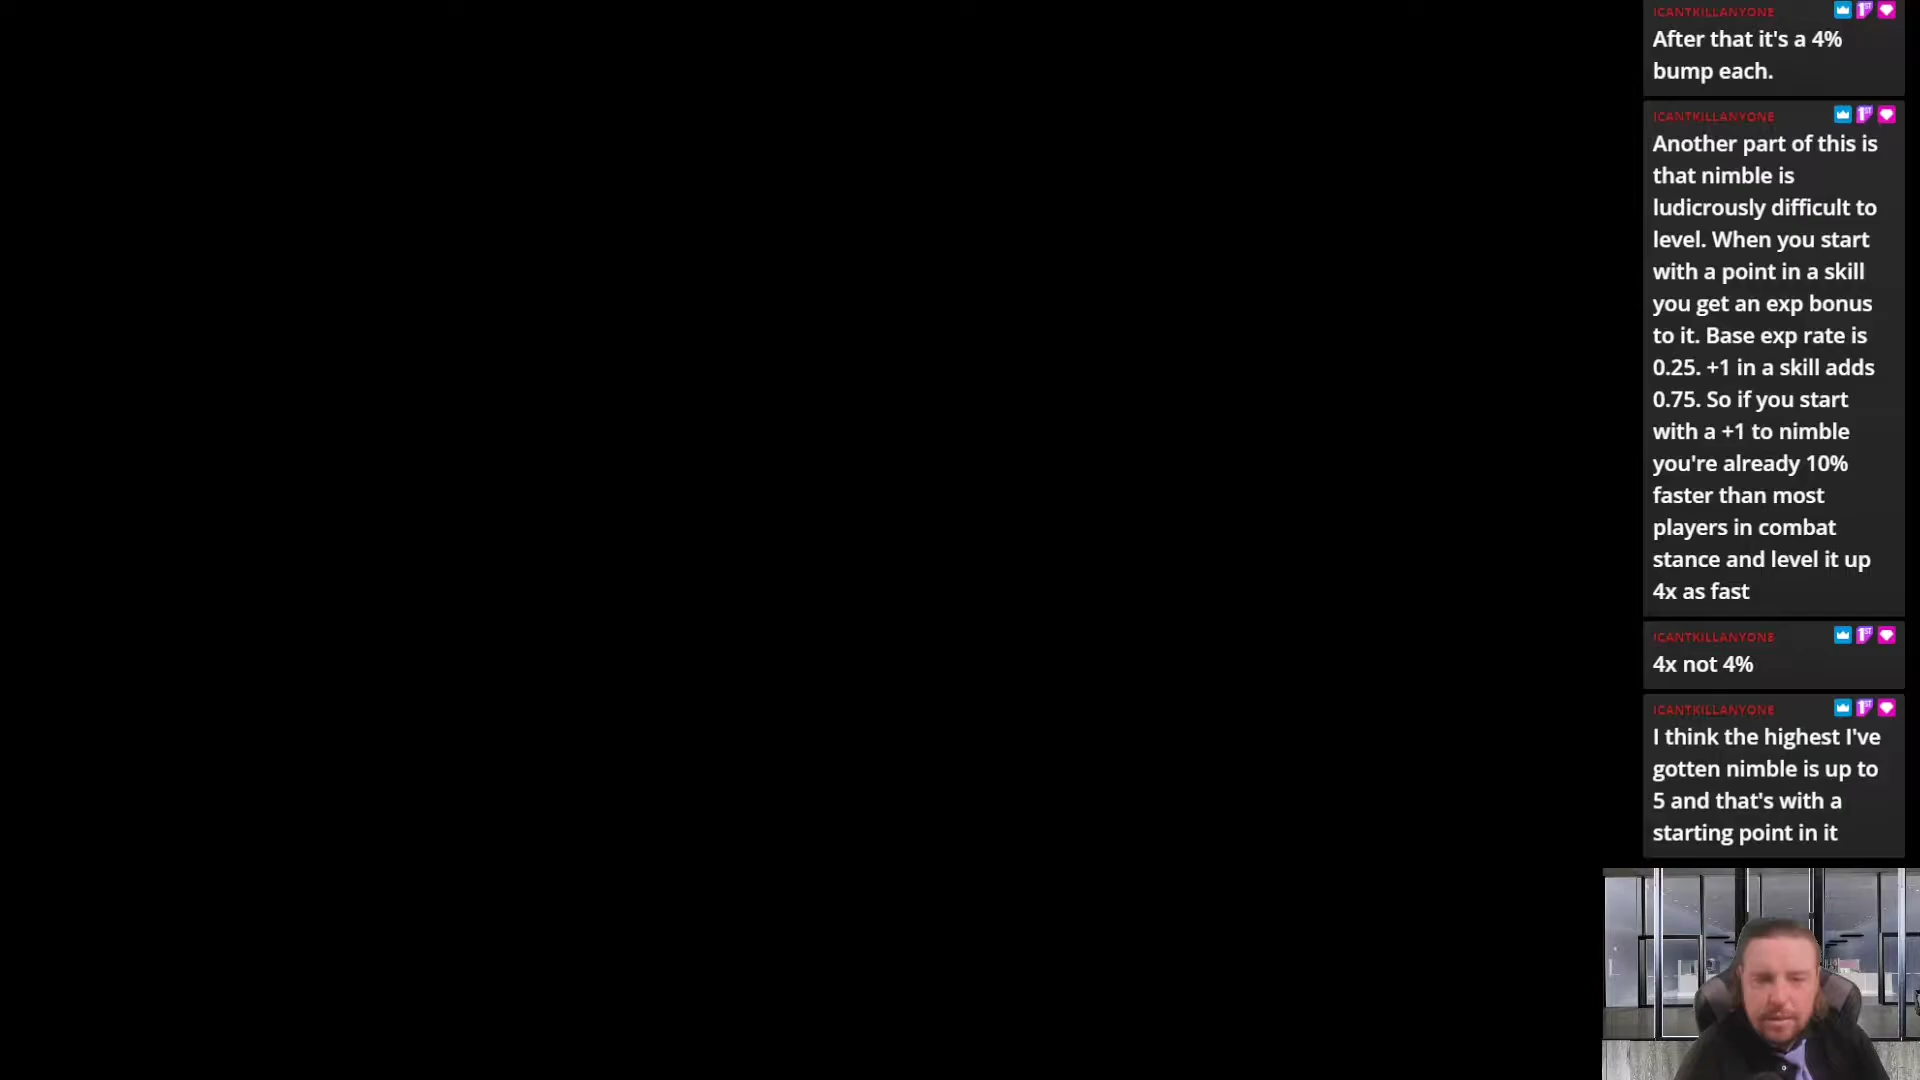 ICANTKILLANYONE
After that it's a 4%
bump each.
ICANTKILLANYONE
Another part of this is
that nimble is
ludicrously difficult to
level. When you start
with a point in a skill
you get an exp bonus
to it. Base exp rate is
0.25. +1 in a skill adds
0.75. So if you start
with a +1 to nimble
you're already 10%
faster than most
players in combat
stance and level it up
4x as fast
ICANTKILLANYONE
4x not 4%
ICANTKILLANYONE
I think the highest I've
gotten nimble is up to
5 and that's with a
starting point in it